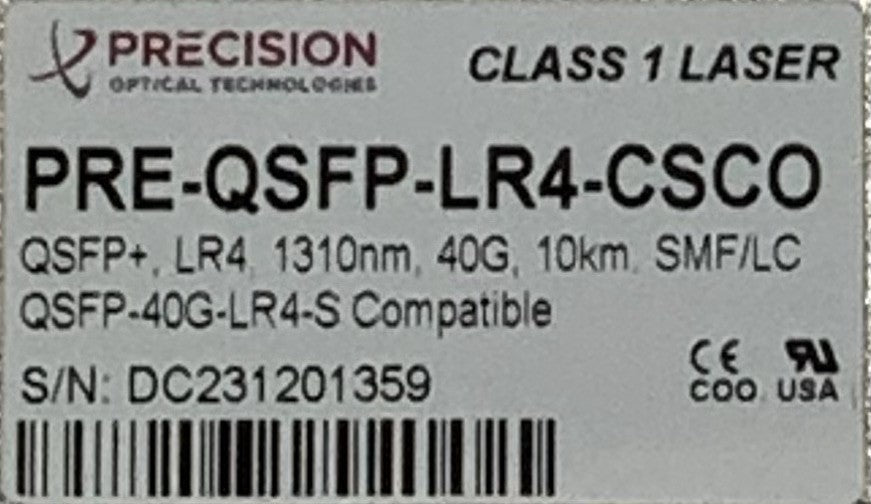 PRECISION
OPTICAL TECHNOLOGIES
CLASS 1 LASER
PRE-QSFP-LR4-CSCO
QSFP+, LR4, 1310nm, 40G, 10km, SMF/LC
QSFP-40G-LR4-S Compatible
S/N: DC231201359
CE
COO USA